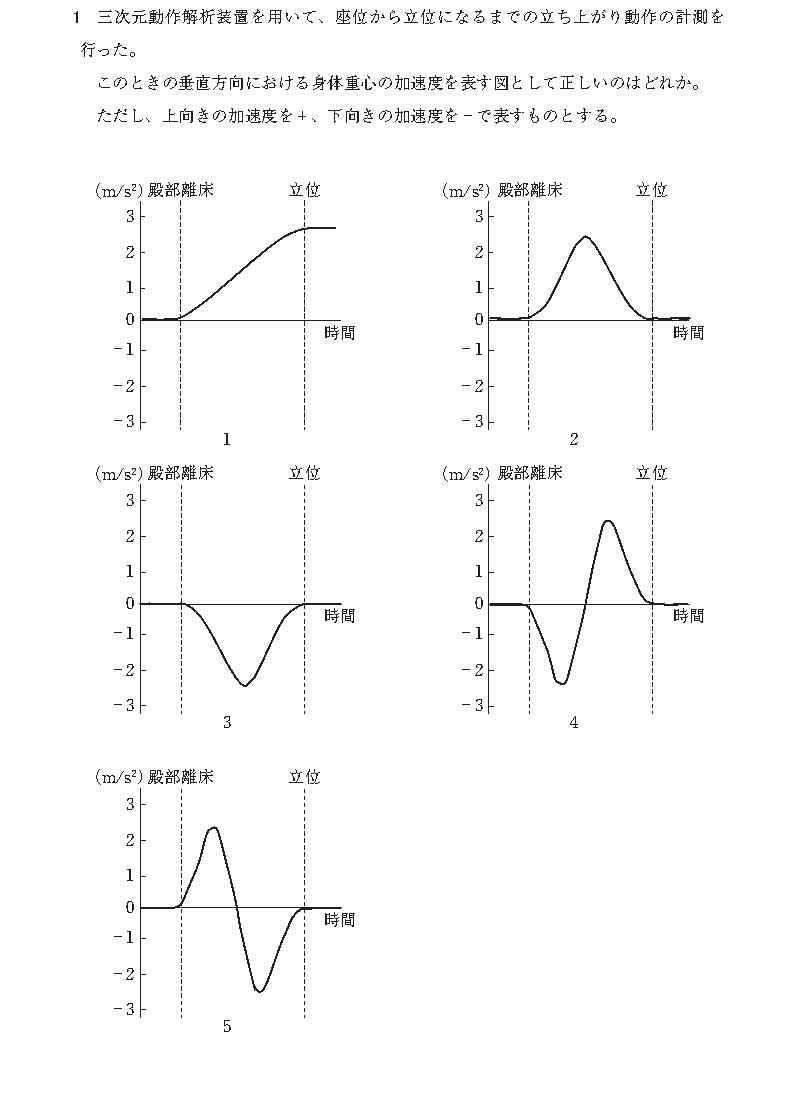 1 三次元動作解析装置を用いて、座位から立位になるまでの立ち上がり動作の計測を
行った。
このときの垂直方向における身体重心の加速度を表す図として正しいのはどれか。
ただし、上向きの加速度を＋、下向きの加速度を－で表すものとする。
(m/s²) 殿部離床 立位
3
2
1
0
時間
－1
－2
－3
1
(m/s²) 殿部離床 立位
3
2
1
0
時間
－1
－2
－3
2
(m/s²) 殿部離床 立位
3
2
1
0
時間
－1
－2
－3
3
(m/s²) 殿部離床 立位
3
2
1
0
時間
－1
－2
－3
4
(m/s²) 殿部離床 立位
3
2
1
0
時間
－1
－2
－3
5